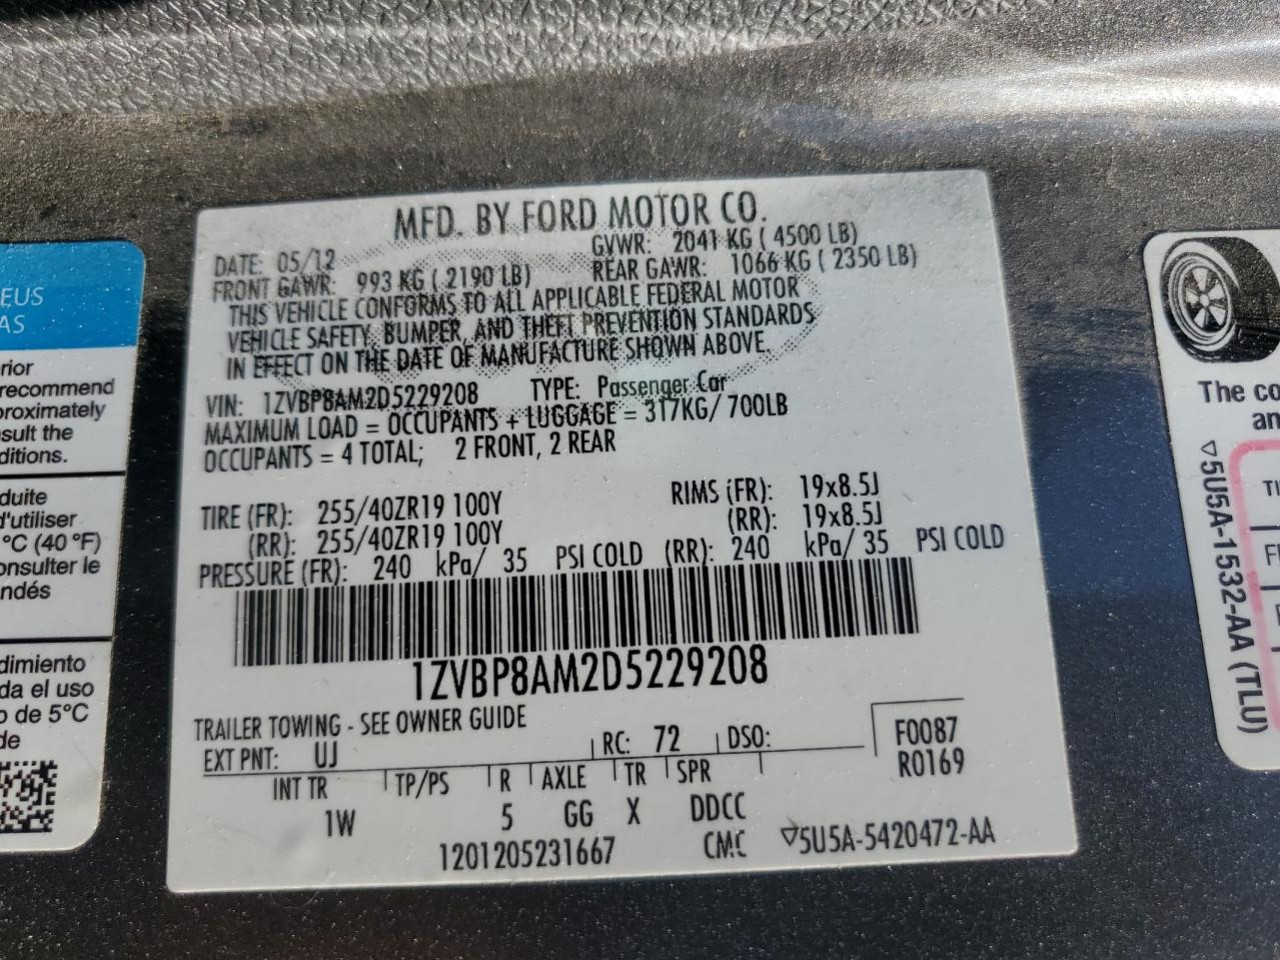 MFD. BY FORD MOTOR CO.
DATE: 05/12 GVWR: 2041 KG ( 4500 LB)
FRONT GAWR: 993 KG ( 2190 LB) REAR GAWR: 1066 KG ( 2350 LB)
THIS VEHICLE CONFORMS TO ALL APPLICABLE FEDERAL MOTOR
VEHICLE SAFETY, BUMPER, AND THEFT PREVENTION STANDARDS
IN EFFECT ON THE DATE OF MANUFACTURE SHOWN ABOVE.
VIN: 1ZVBP8AM2D5229208 TYPE: Passenger Car
MAXIMUM LOAD = OCCUPANTS + LUGGAGE = 317KG/ 700LB
OCCUPANTS = 4 TOTAL; 2 FRONT, 2 REAR
TIRE (FR): 255/40ZR19 100Y RIMS (FR): 19x8.5J
(RR): 255/40ZR19 100Y (RR): 19x8.5J
PRESSURE (FR): 240 kPa/ 35 PSI COLD (RR): 240 kPa/ 35 PSI COLD
1ZVBP8AM2D5229208
TRAILER TOWING - SEE OWNER GUIDE
EXT PNT: UJ RC: 72 DSO: F0087
R0169
INT TR TP/PS R AXLE TR SPR
1W 5 GG X DDCC
1201205231667 CMC 5U5A-5420472-AA
EUS
AS
rior
recommend
proximately
sult the
ditions.
duite
d'utiliser
°C (40 °F)
onsulter le
ndés
dimiento
da el uso
o de 5°C
de
The co
an
5U5A-1532-AA (TLU)
TI